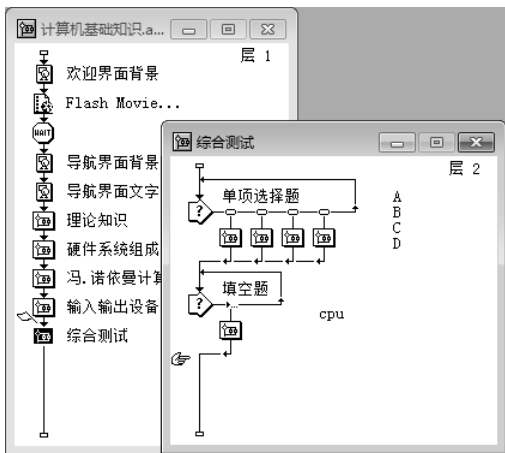 计算机基础知识.a...
层 1
欢迎界面背景
Flash Movie...
WAIT
导航界面背景
导航界面文字
理论知识
硬件系统组成
冯.诺依曼计算
输入输出设备
综合测试
综合测试
层 2
单项选择题
?
A
B
C
D
填空题
?
...
cpu